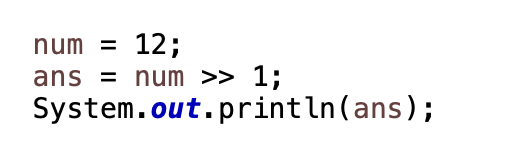 num = 12;
ans = num >> 1;
System.out.println(ans);